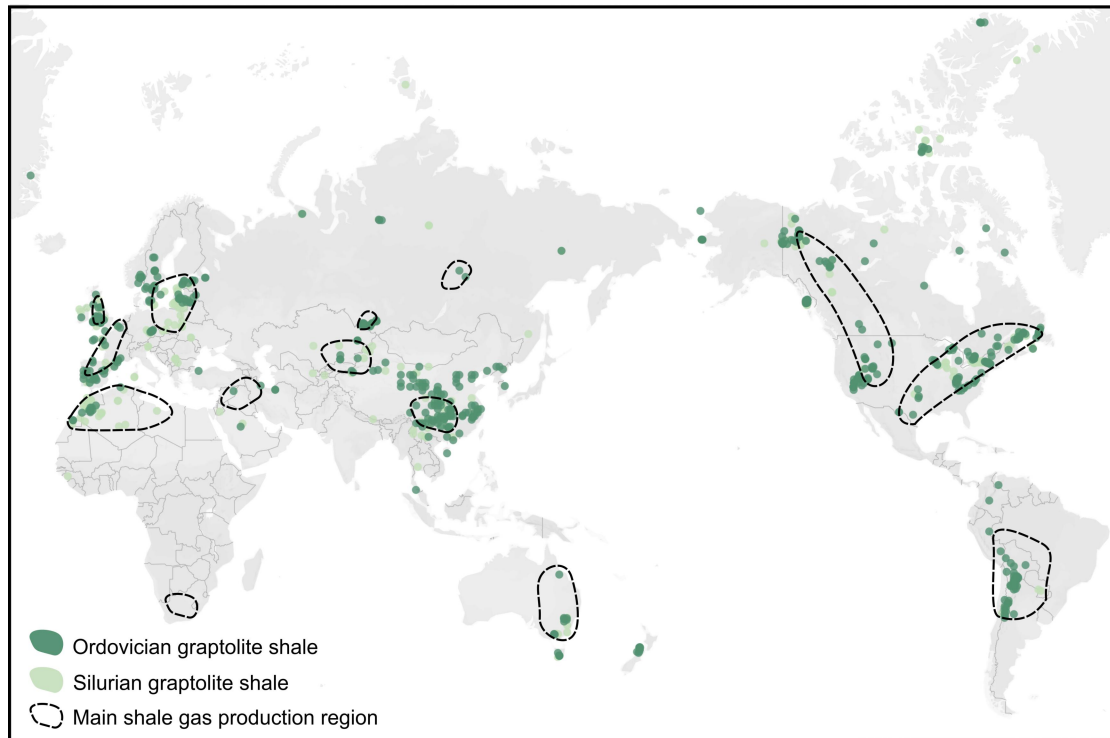 Ordovician graptolite shale
Silurian graptolite shale
Main shale gas production region